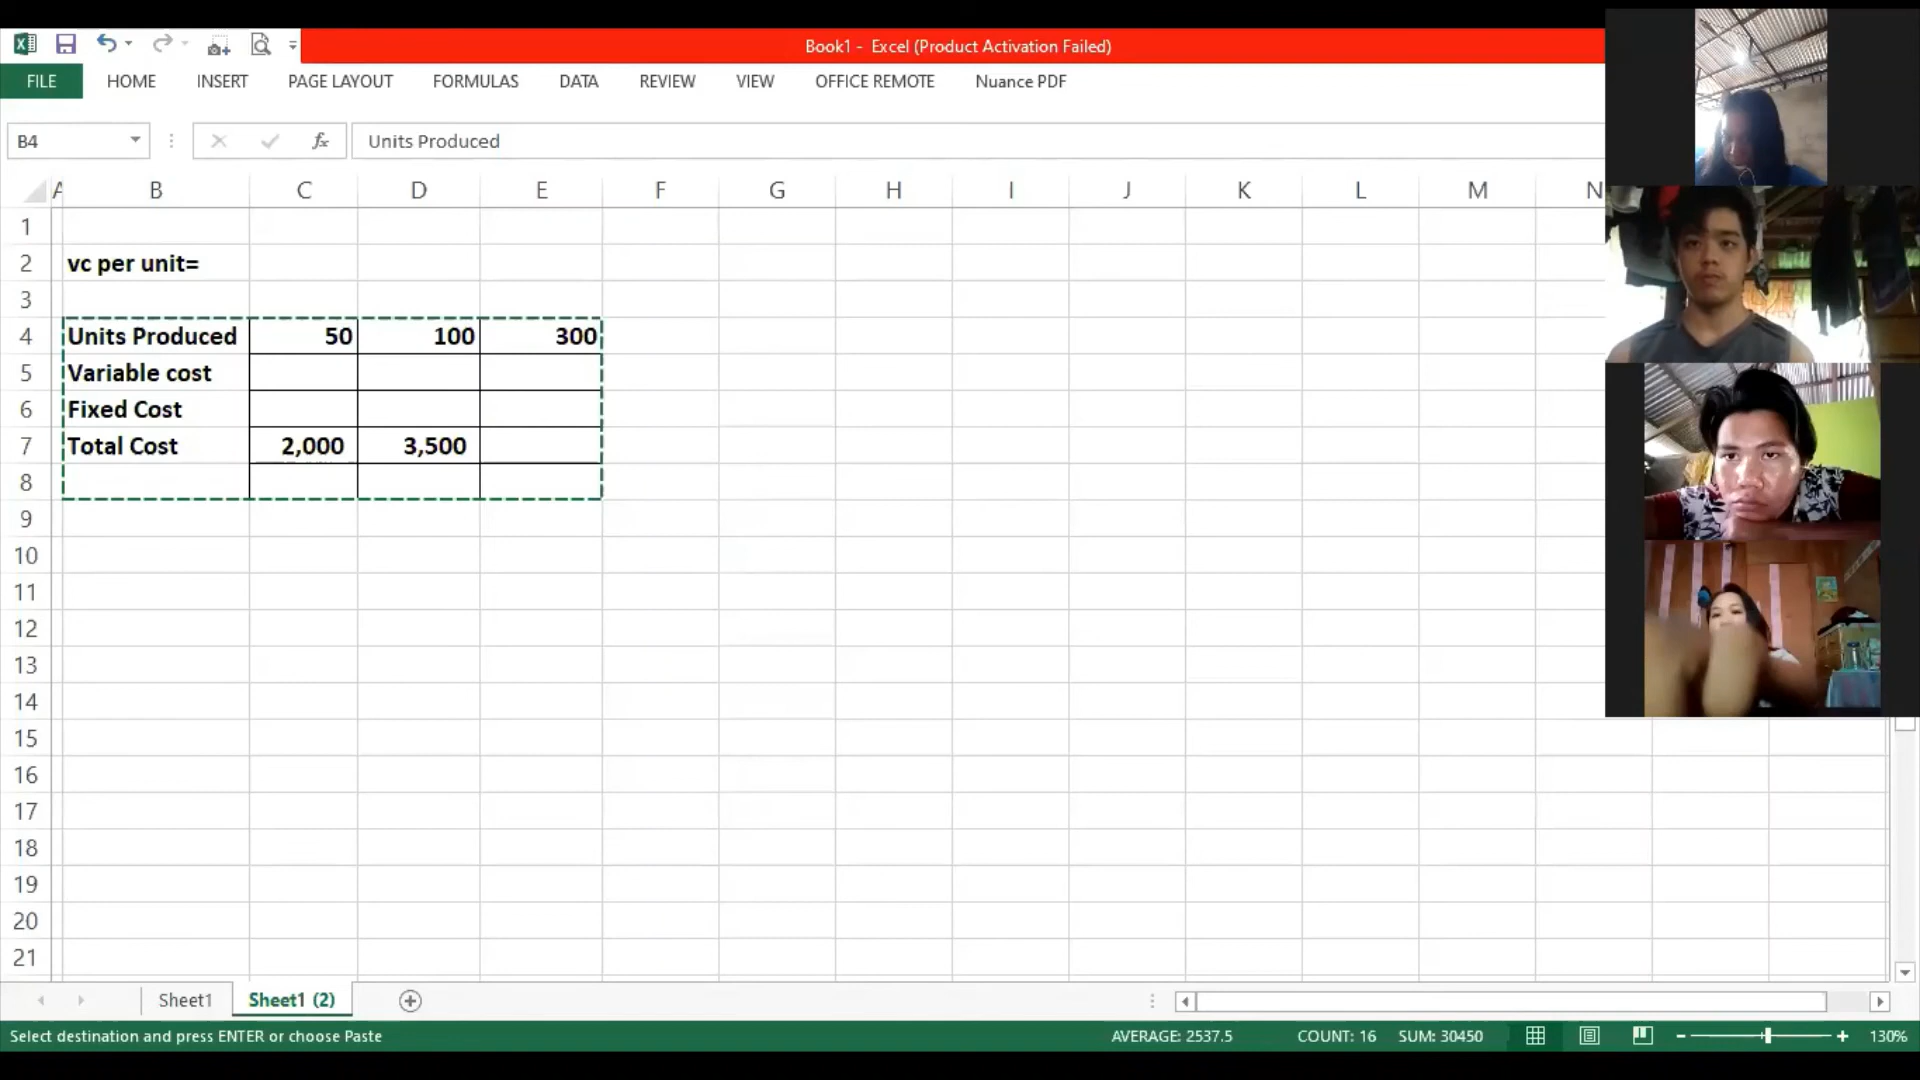 Book1 - Excel (Product Activation Failed)
FILE HOME INSERT PAGE LAYOUT FORMULAS DATA REVIEW VIEW OFFICE REMOTE Nuance PDF
B4 fx Units Produced
A B C D E F G H I J K L M N
1
2 vc per unit=
3
4 Units Produced 50 100 300
5 Variable cost
6 Fixed Cost
7 Total Cost 2,000 3,500
8
9
10
11
12
13
14
15
16
17
18
19
20
21
Sheet1 Sheet1 (2)
Select destination and press ENTER or choose Paste AVERAGE: 2537.5 COUNT: 16 SUM: 30450 130%